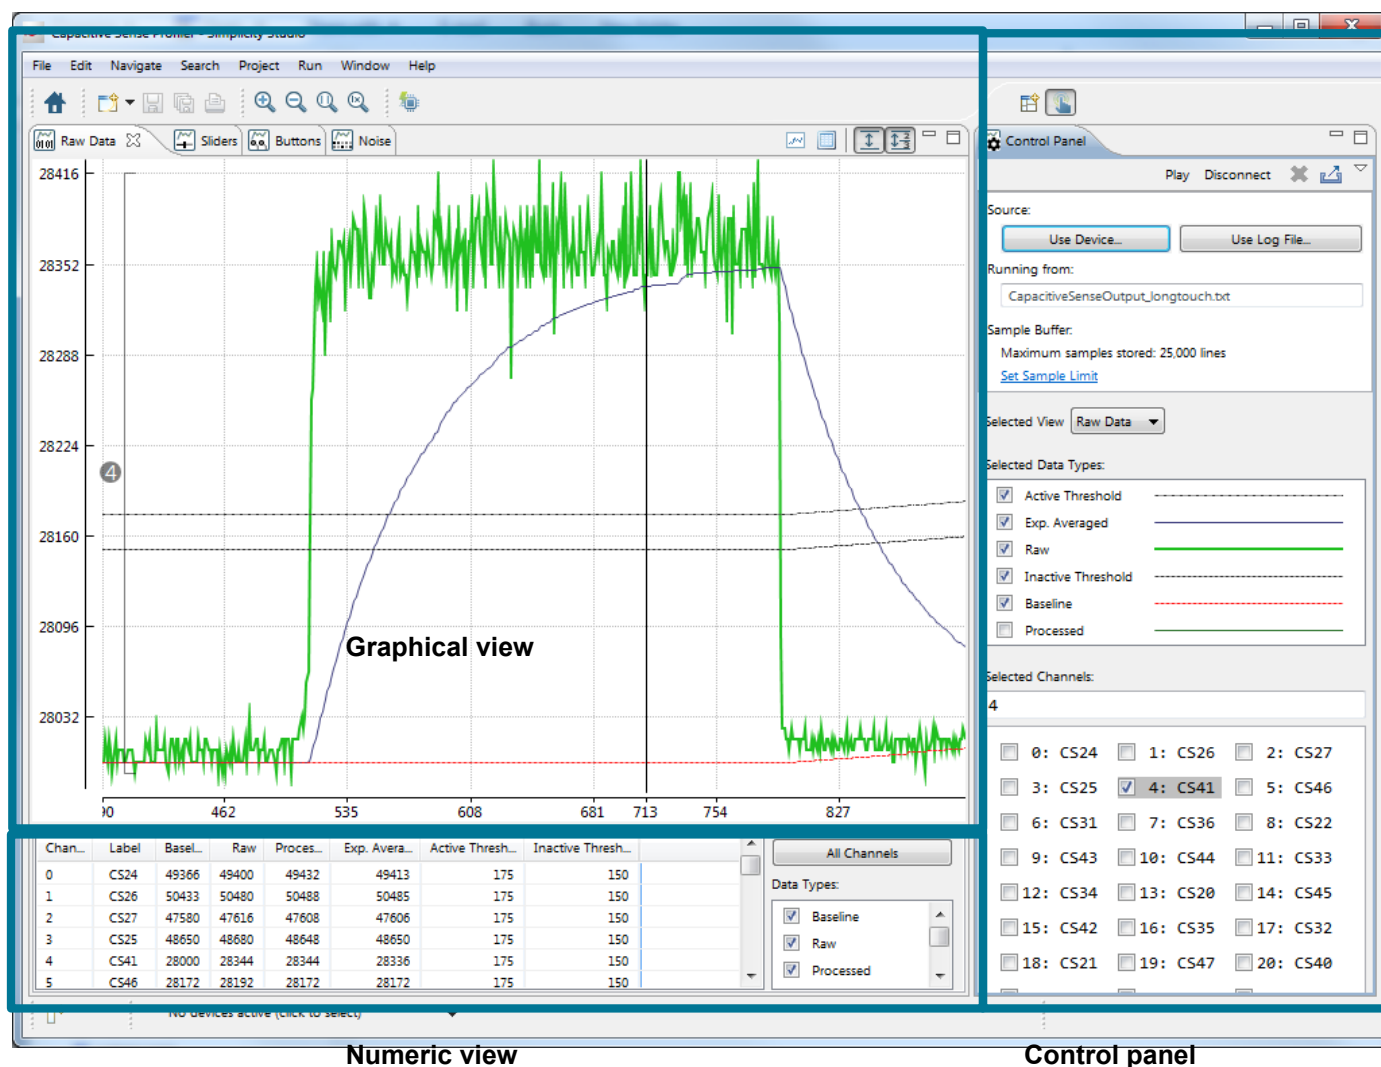 Capacitive Sense Profiler - Simplicity Studio
File Edit Navigate Search Project Run Window Help
Raw Data Sliders Buttons Noise
28416
28352
28288
28224
4
28160
28096
28032
Graphical view
90 462 535 608 681 713 754 827
Chan... Label Basel... Raw Proces... Exp. Avera... Active Thresh... Inactive Thresh...
0 CS24 49366 49400 49432 49413 175 150
1 CS26 50433 50480 50488 50485 175 150
2 CS27 47580 47616 47608 47606 175 150
3 CS25 48650 48680 48648 48650 175 150
4 CS41 28000 28344 28344 28336 175 150
5 CS46 28172 28192 28172 28172 175 150
All Channels
Data Types:
Baseline
Raw
Processed
No devices active (click to select)
Numeric view
Control Panel
Play Disconnect
Source:
Use Device... Use Log File...
Running from:
CapacitiveSenseOutput_longtouch.txt
Sample Buffer:
Maximum samples stored: 25,000 lines
Set Sample Limit
Selected View Raw Data
Selected Data Types:
Active Threshold
Exp. Averaged
Raw
Inactive Threshold
Baseline
Processed
Selected Channels:
4
0: CS24 1: CS26 2: CS27
3: CS25 4: CS41 5: CS46
6: CS31 7: CS36 8: CS22
9: CS43 10: CS44 11: CS33
12: CS34 13: CS20 14: CS45
15: CS42 16: CS35 17: CS32
18: CS21 19: CS47 20: CS40
Control panel